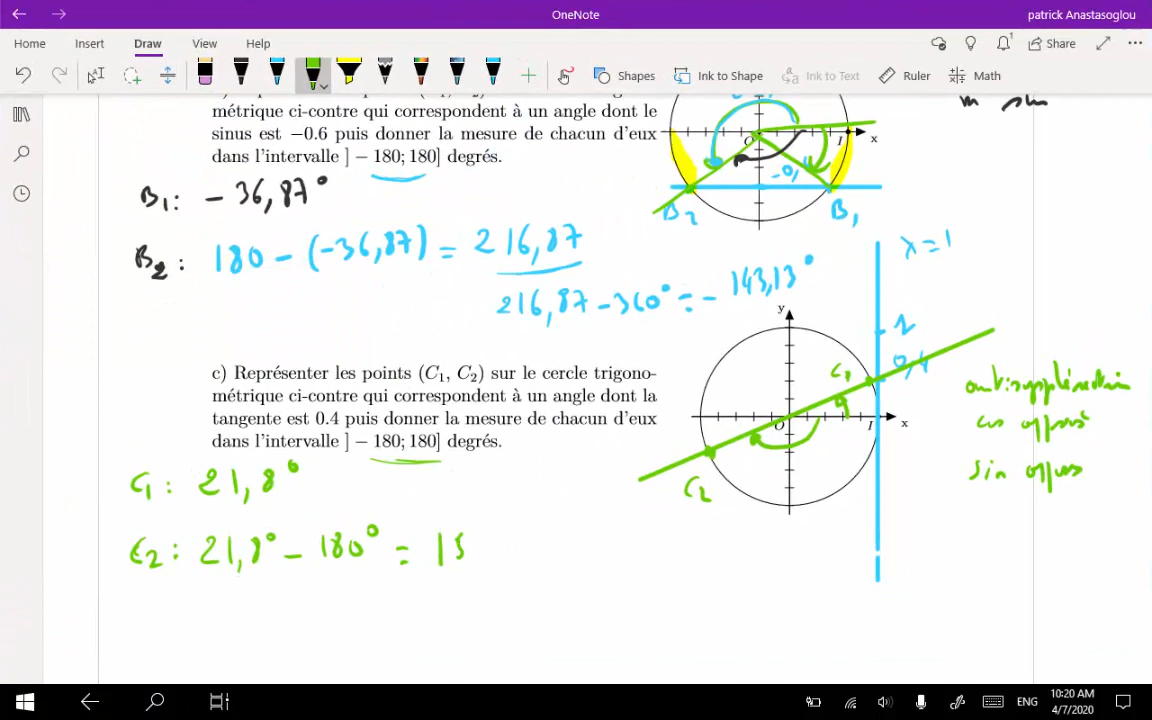 OneNote
patrick Anastasoglou
Home Insert Draw View Help
Share
Shapes Ink to Shape Ink to Text Ruler Math
métrique ci-contre qui correspondent à un angle dont le
sinus est −0.6 puis donner la mesure de chacun d'eux
dans l'intervalle ] − 180; 180] degrés.
O I x
B₂ B₁
B₁: − 36,87°
B₂ : 180 − (−36,87) = 216,87
216,87 − 360° = − 143,13°
x = 1
y
c) Représenter les points (C₁, C₂) sur le cercle trigono-
métrique ci-contre qui correspondent à un angle dont la
tangente est 0.4 puis donner la mesure de chacun d'eux
dans l'intervalle ] − 180; 180] degrés.
1
0,4
C₁
O I x
C₂
cos opposé
sin opposé
C₁ : 21,8°
C₂ : 21,8° − 180° = 15
ENG
10:20 AM
4/7/2020